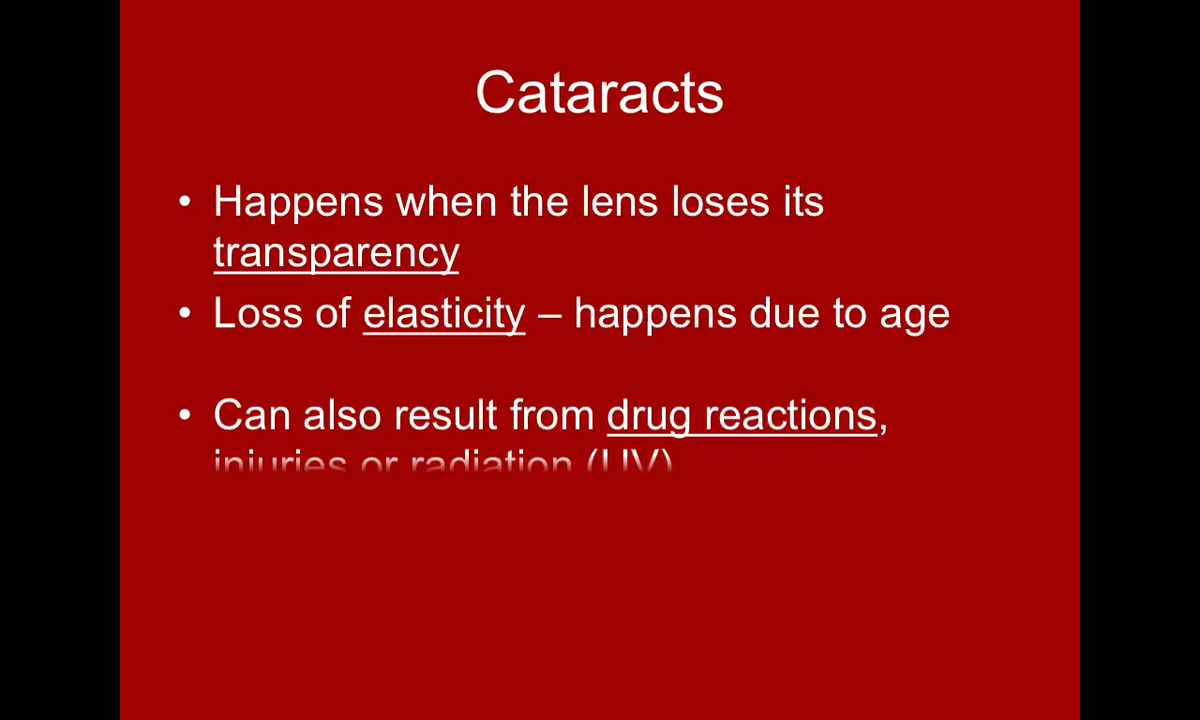 Cataracts
• Happens when the lens loses its
transparency
• Loss of elasticity – happens due to age
• Can also result from drug reactions,
injuries or radiation (UV)